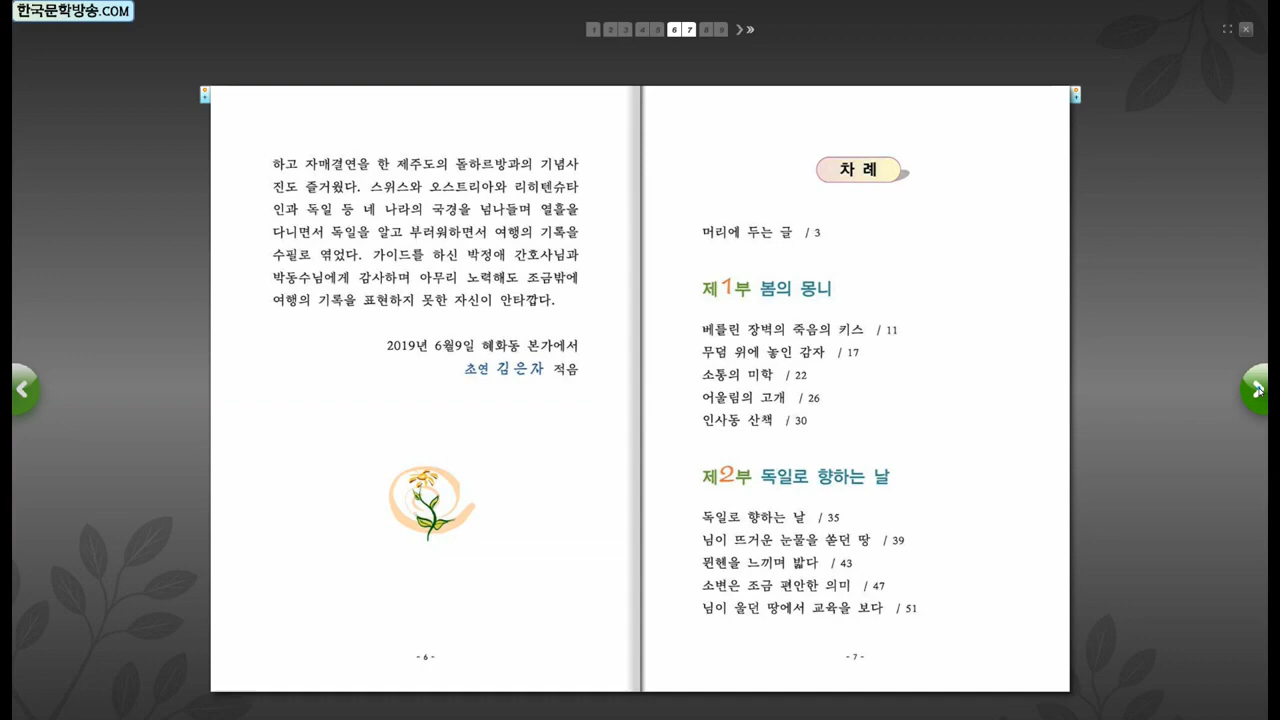 한국문학방송.COM
1 2 3 4 5 6 7 8 9
하고 자매결연을 한 제주도의 돌하르방과의 기념사
진도 즐거웠다. 스위스와 오스트리아와 리히텐슈타
인과 독일 등 네 나라의 국경을 넘나들며 열흘을
다니면서 독일을 알고 부러워하면서 여행의 기록을
수필로 엮었다. 가이드를 하신 박정애 간호사님과
박동수님에게 감사하며 아무리 노력해도 조금밖에
여행의 기록을 표현하지 못한 자신이 안타깝다.
2019년 6월9일 혜화동 본가에서
초연 김은자 적음
- 6 -
차 례
머리에 두는 글 / 3
제1부 봄의 몽니
베를린 장벽의 죽음의 키스 / 11
무덤 위에 놓인 감자 / 17
소통의 미학 / 22
어울림의 고개 / 26
인사동 산책 / 30
제2부 독일로 향하는 날
독일로 향하는 날 / 35
님이 뜨거운 눈물을 쏟던 땅 / 39
뮌헨을 느끼며 밟다 / 43
소변은 조금 편안한 의미 / 47
님이 울던 땅에서 교육을 보다 / 51
- 7 -